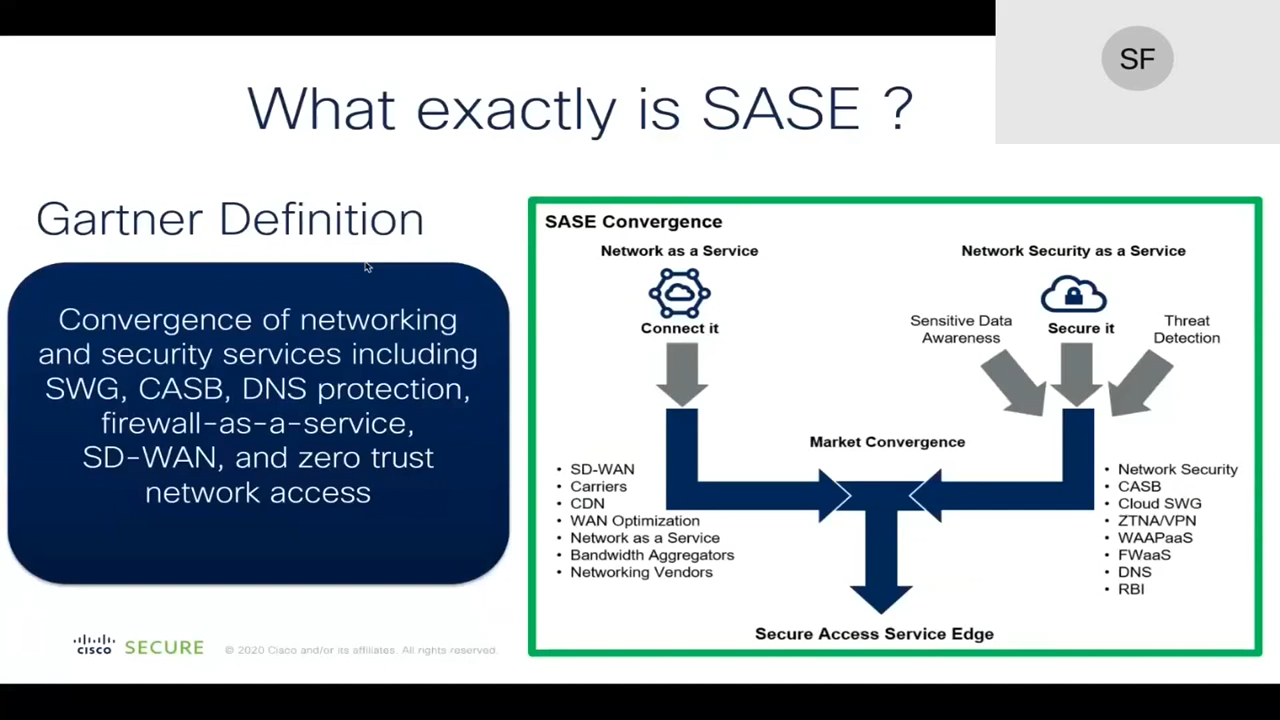 SF
What exactly is SASE ?
Gartner Definition
Convergence of networking
and security services including
SWG, CASB, DNS protection,
firewall-as-a-service,
SD-WAN, and zero trust
network access
SASE Convergence
Network as a Service
Connect it
Network Security as a Service
Sensitive Data
Awareness
Secure it
Threat
Detection
Market Convergence
• SD-WAN
• Carriers
• CDN
• WAN Optimization
• Network as a Service
• Bandwidth Aggregators
• Networking Vendors
• Network Security
• CASB
• Cloud SWG
• ZTNA/VPN
• WAAPaaS
• FWaaS
• DNS
• RBI
Secure Access Service Edge
cisco SECURE © 2020 Cisco and/or its affiliates. All rights reserved.